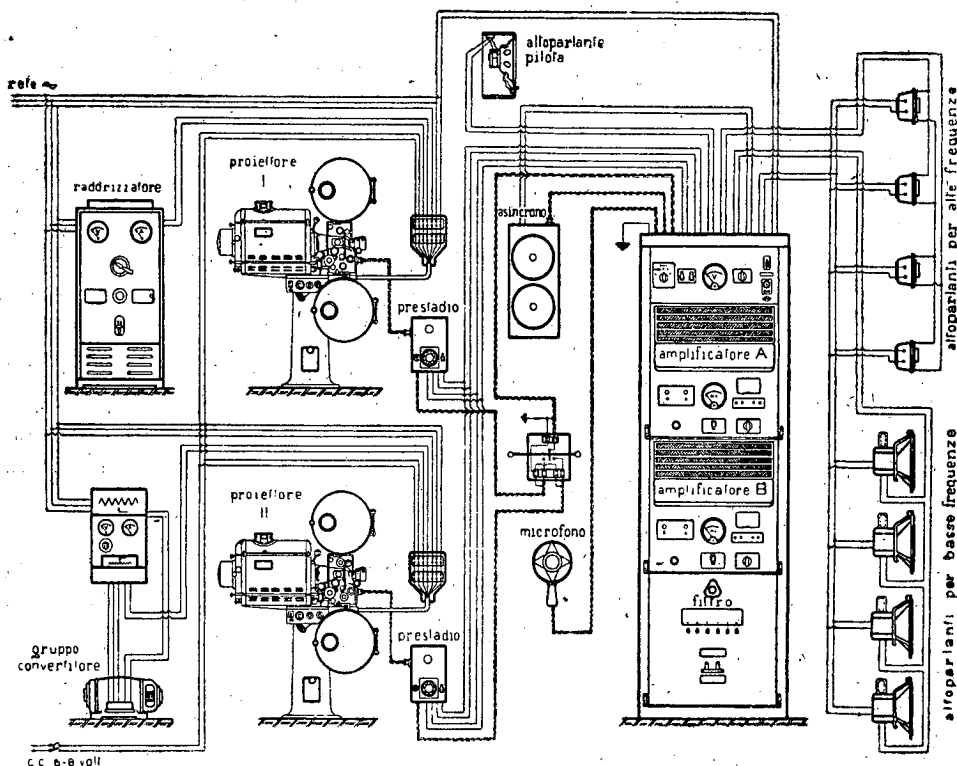 altoparlante
pilota
rete ~
raddrizzatore
proiettore
I
asincrono
prestadio
amplificatore A
proiettore
II
amplificatore B
microfono
filtro
prestadio
gruppo
convertitore
c.c. 6-8 volt
altoparlanti per alte frequenze
altoparlanti per basse frequenze